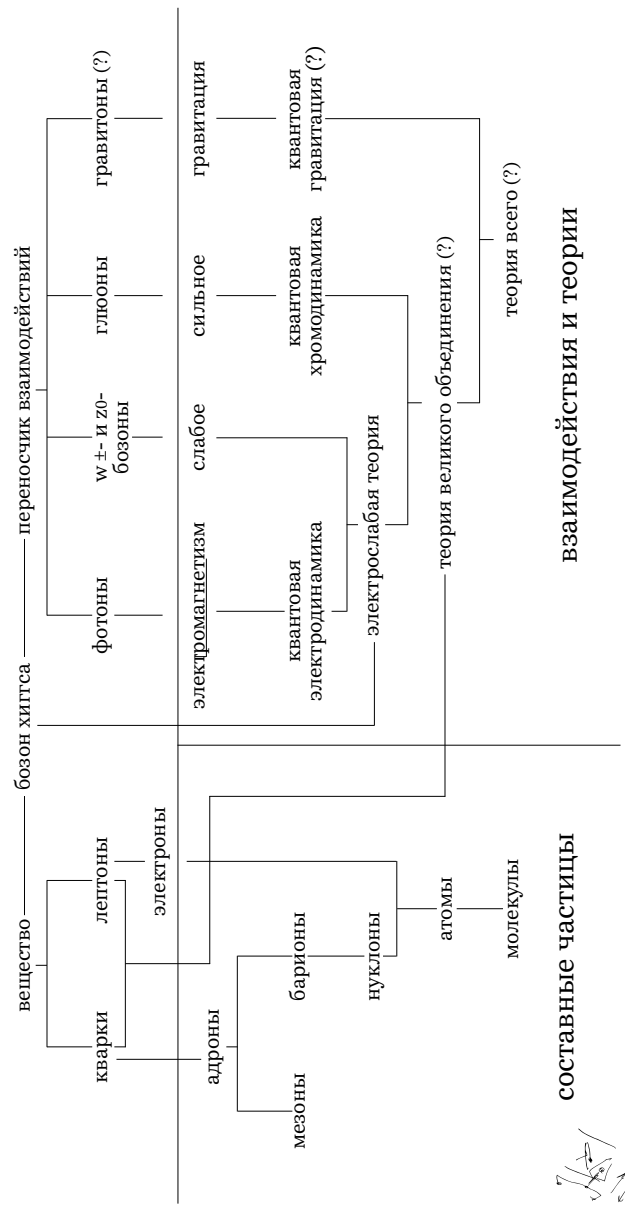 вещество бозон хиггса переносчик взаимодействий
кварки лептоны фотоны w ±- и z0-
бозоны глюоны гравитоны (?)
электроны
адроны электромагнетизм слабое сильное гравитация
мезоны барионы квантовая
электродинамика квантовая
хромодинамика квантовая
гравитация (?)
нуклоны электрослабая теория
атомы теория великого объединения (?)
молекулы теория всего (?)
составные частицы взаимодействия и теории